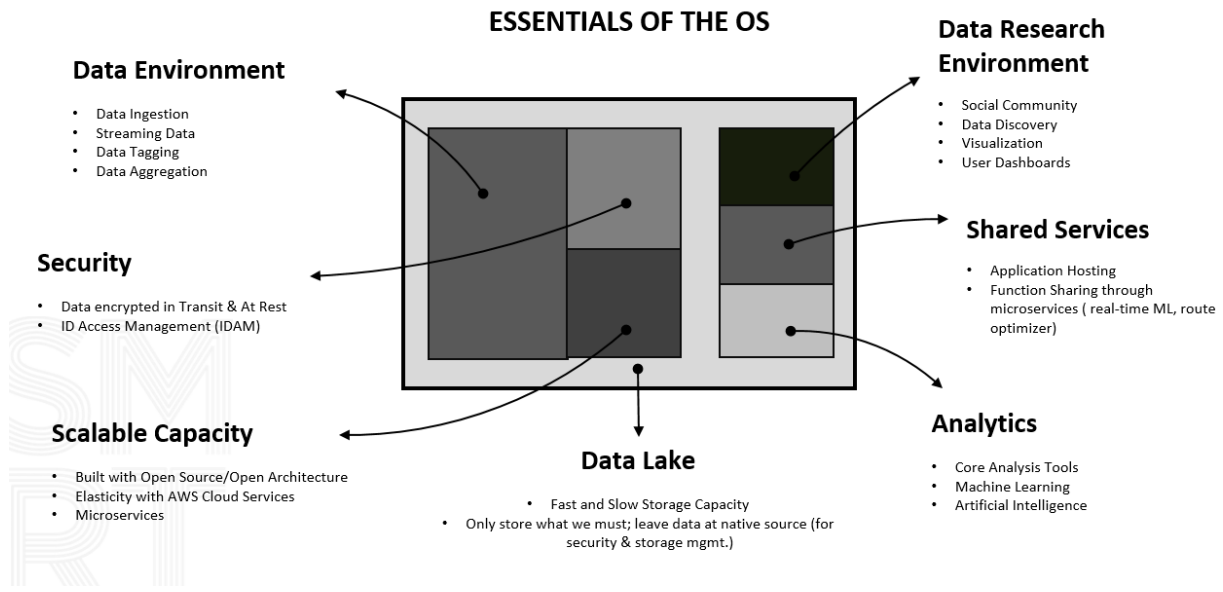 ESSENTIALS OF THE OS
Data Environment
• Data Ingestion
• Streaming Data
• Data Tagging
• Data Aggregation
Security
• Data encrypted in Transit & At Rest
• ID Access Management (IDAM)
Scalable Capacity
• Built with Open Source/Open Architecture
• Elasticity with AWS Cloud Services
• Microservices
Data Lake
• Fast and Slow Storage Capacity
• Only store what we must; leave data at native source (for
security & storage mgmt.)
Data Research
Environment
• Social Community
• Data Discovery
• Visualization
• User Dashboards
Shared Services
• Application Hosting
• Function Sharing through
microservices ( real-time ML, route
optimizer)
Analytics
• Core Analysis Tools
• Machine Learning
• Artificial Intelligence
SM
RT